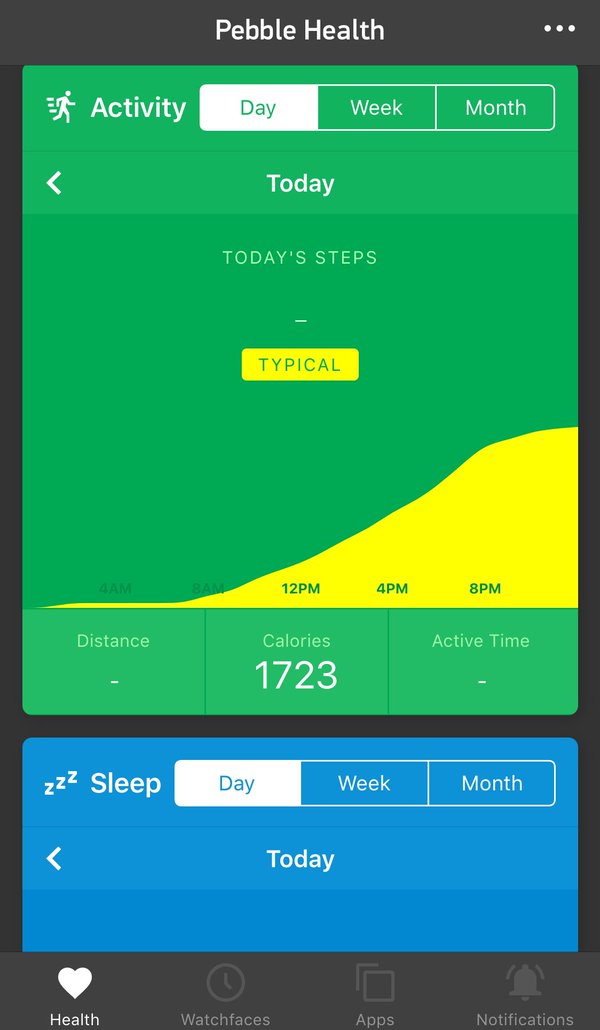 Pebble Health
Activity
Day Week Month
Today
TODAY'S STEPS
–
TYPICAL
4AM 8AM 12PM 4PM 8PM
Distance Calories Active Time
- 1723 -
zzz Sleep
Day Week Month
Today
Health Watchfaces Apps Notifications